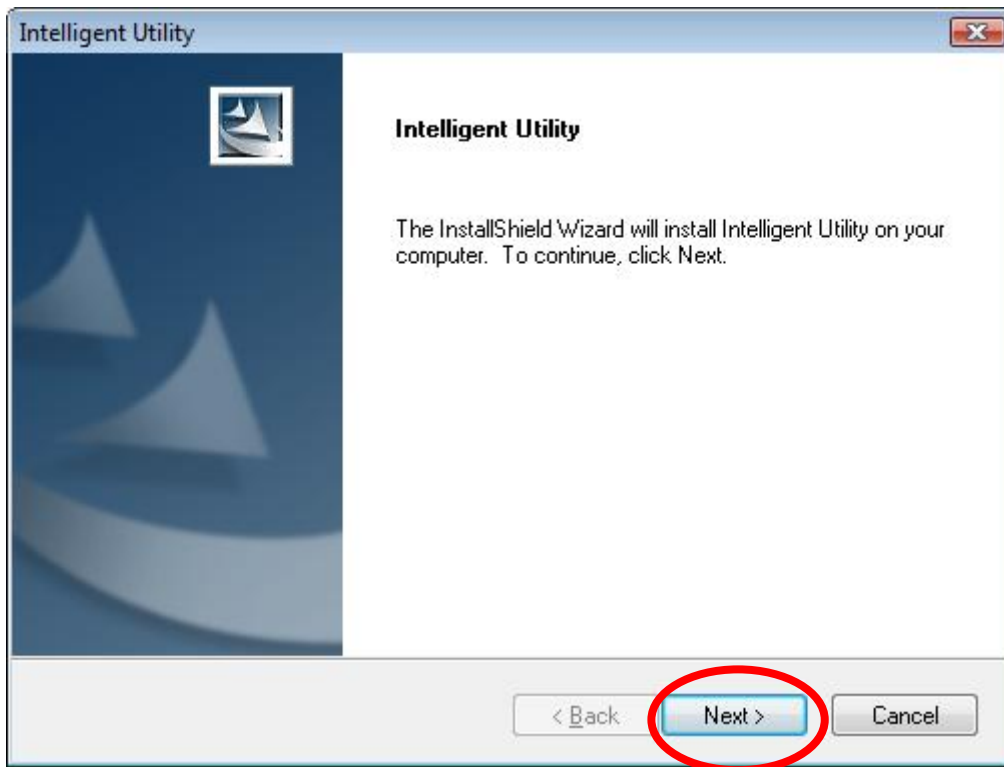 Intelligent Utility
Intelligent Utility
The InstallShield Wizard will install Intelligent Utility on your
computer.  To continue, click Next.
< Back Next > Cancel